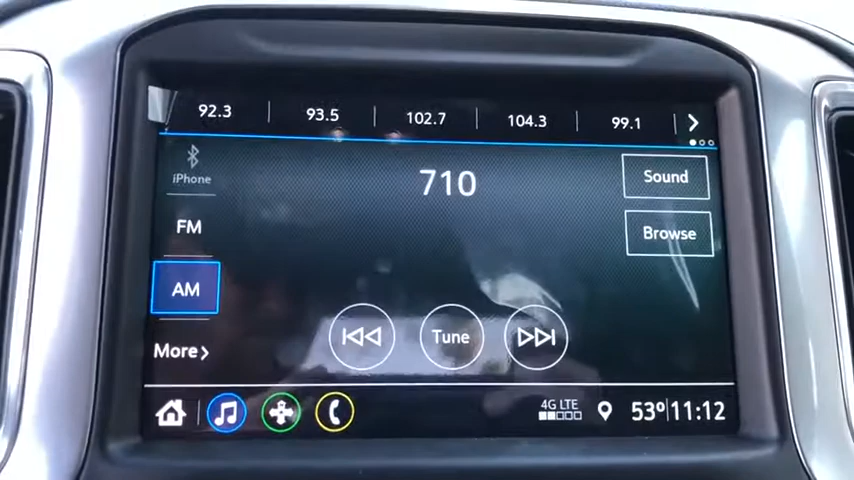 92.3 93.5 102.7 104.3 99.1
iPhone
710
Sound
FM
Browse
AM
Tune
More
4G LTE
53° 11:12